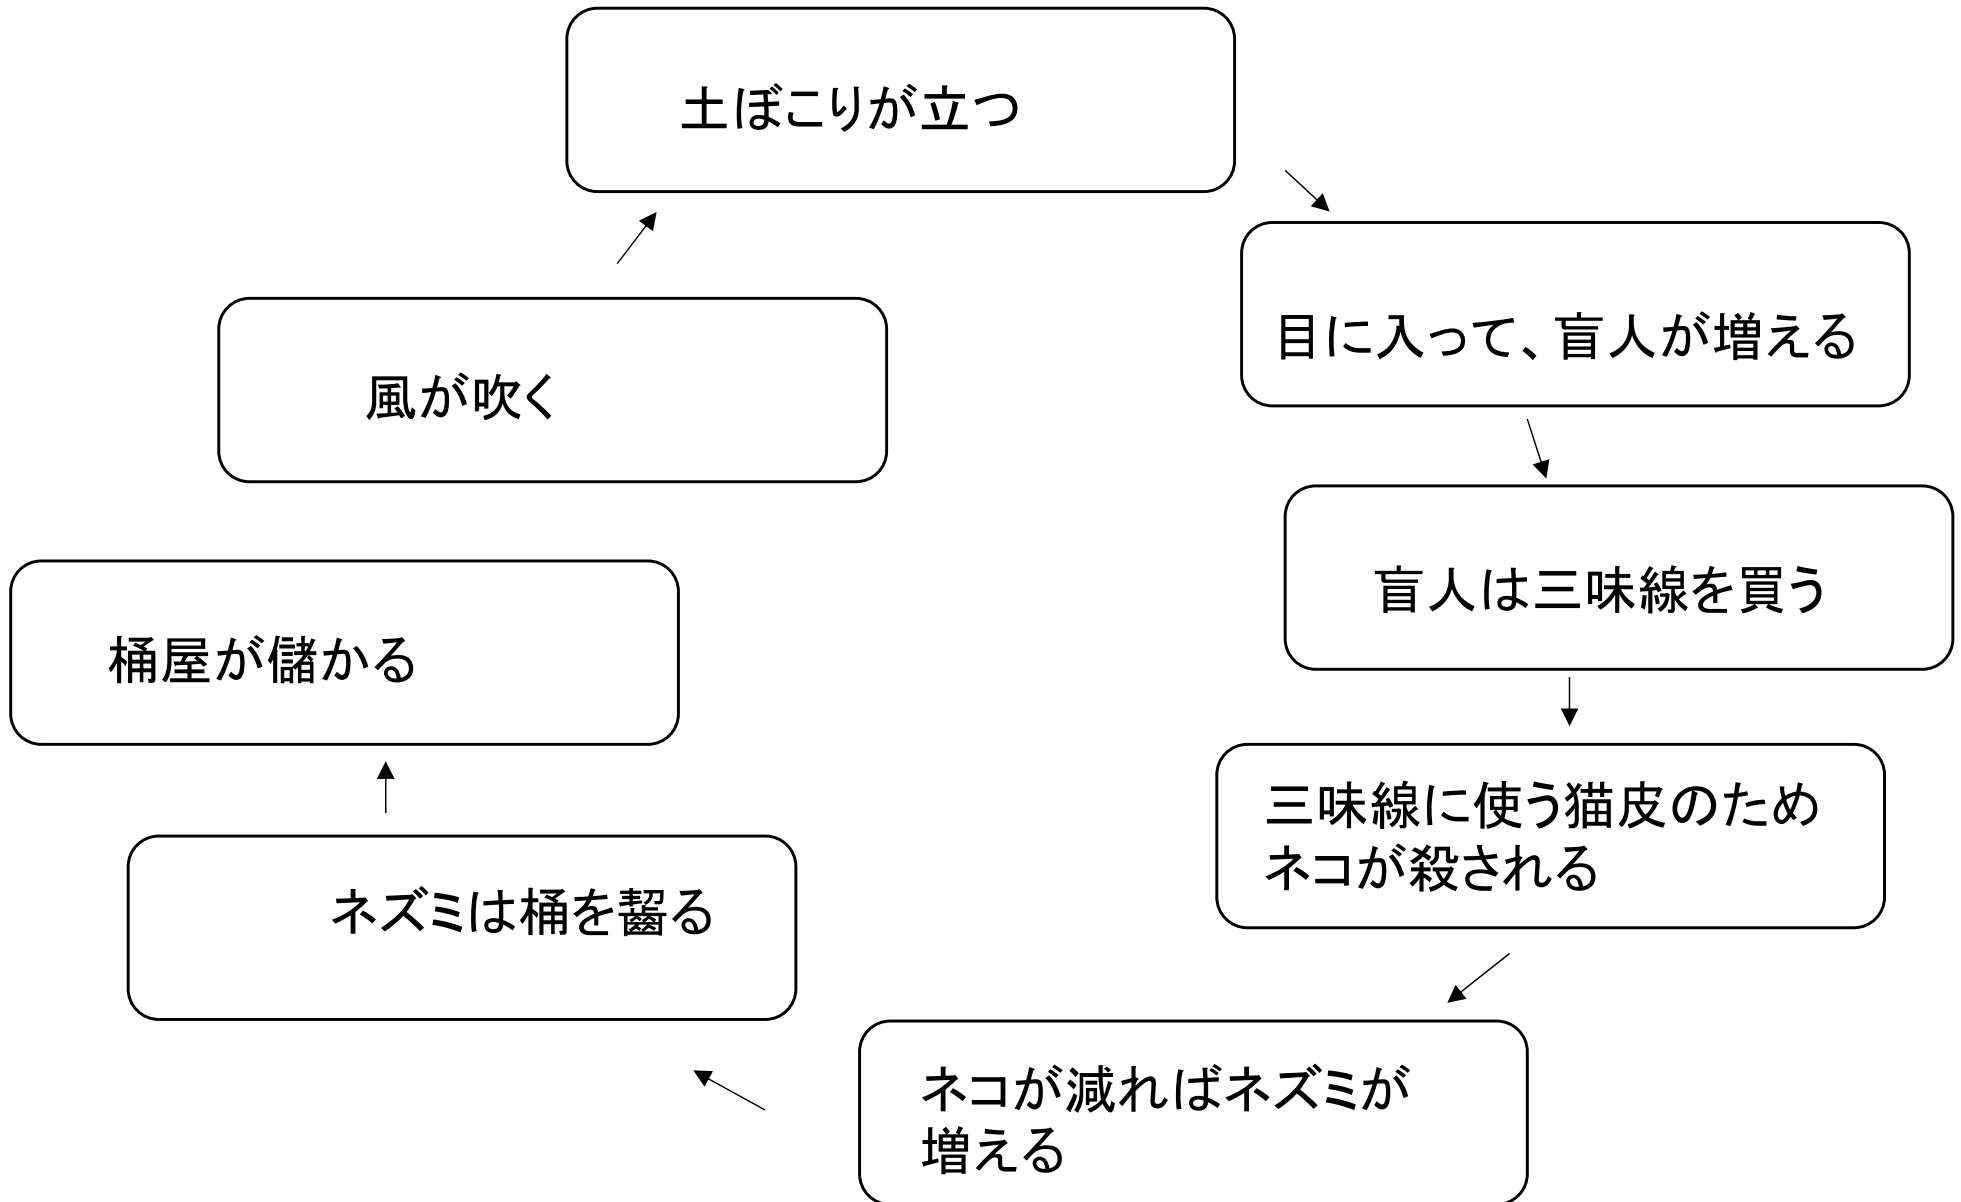 風が吹く
土ぼこりが立つ
目に入って、盲人が増える
盲人は三味線を買う
三味線に使う猫皮のため
ネコが殺される
ネコが減ればネズミが
増える
ネズミは桶を齧る
桶屋が儲かる